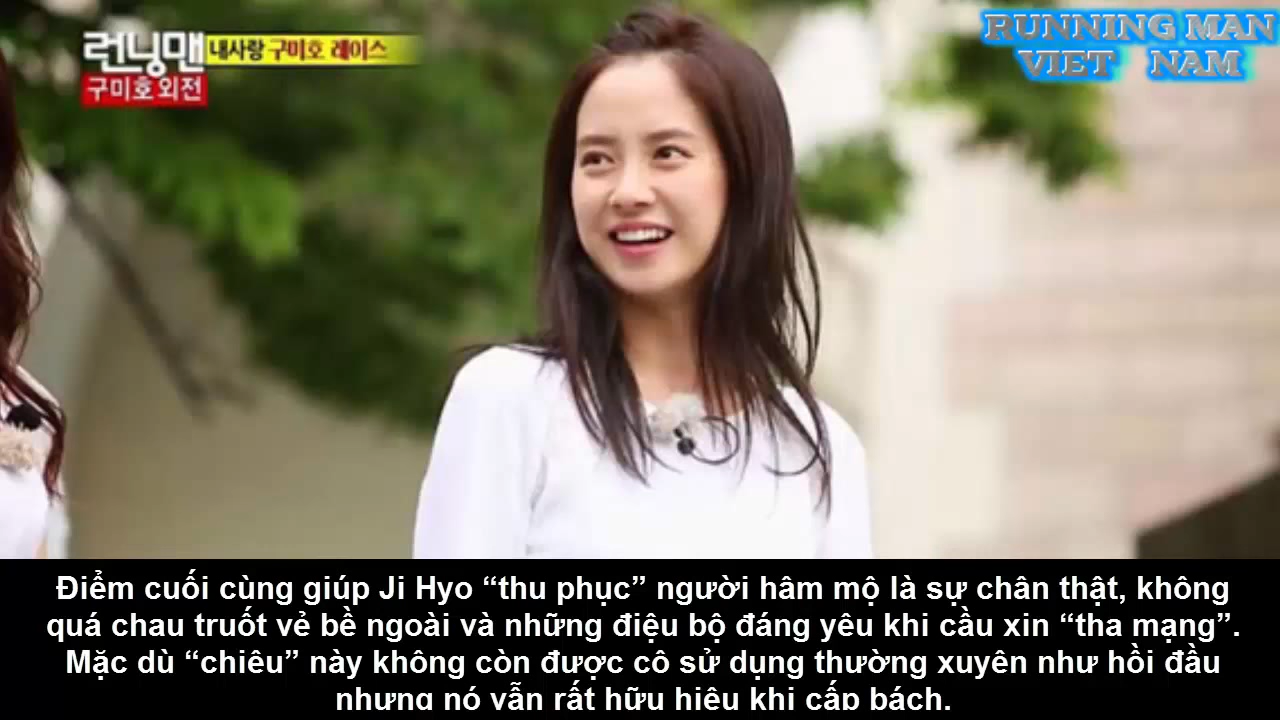 런닝맨 내사랑 구미호 레이스
구미호외전
RUNNING MAN
VIET NAM
Điểm cuối cùng giúp Ji Hyo “thu phục” người hâm mộ là sự chân thật, không
quá chau truốt vẻ bề ngoài và những điệu bộ đáng yêu khi cầu xin “tha mạng”.
Mặc dù “chiêu” này không còn được cô sử dụng thường xuyên như hồi đầu
nhưng nó vẫn rất hữu hiệu khi cấp bách.